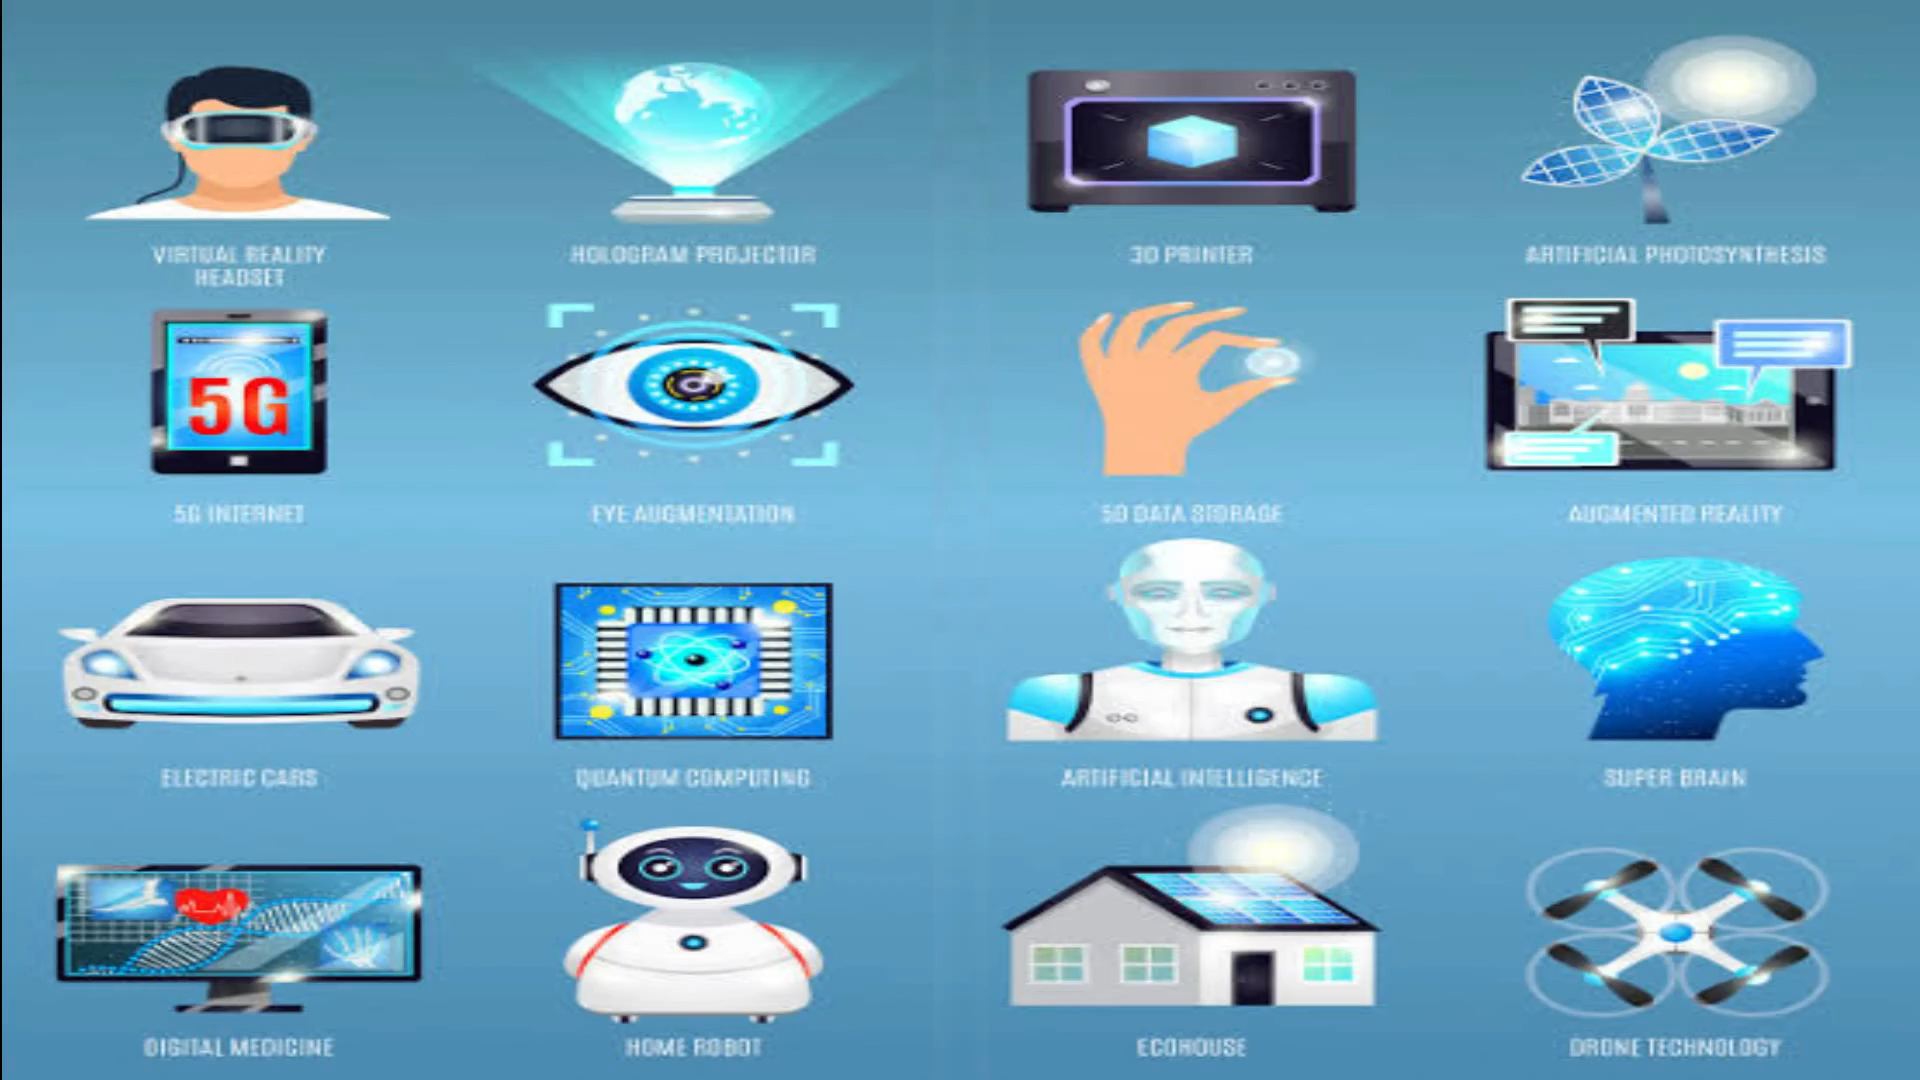 VIRTUAL REALITY
HEADSET
HOLOGRAM PROJECTOR
3D PRINTER
ARTIFICIAL PHOTOSYNTHESIS
5G
5G INTERNET
EYE AUGMENTATION
5D DATA STORAGE
AUGMENTED REALITY
ELECTRIC CARS
QUANTUM COMPUTING
ARTIFICIAL INTELLIGENCE
SUPER BRAIN
DIGITAL MEDICINE
HOME ROBOT
ECOHOUSE
DRONE TECHNOLOGY